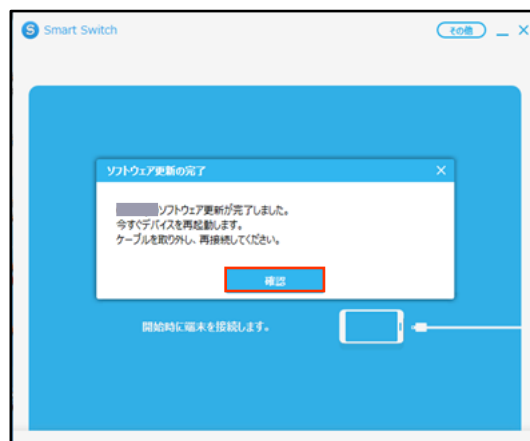 S Smart Switch
その他
ソフトウェア更新の完了
ソフトウェア更新が完了しました。
今すぐデバイスを再起動します。
ケーブルを取り外し、再接続してください。
確認
開始時に端末を接続します。